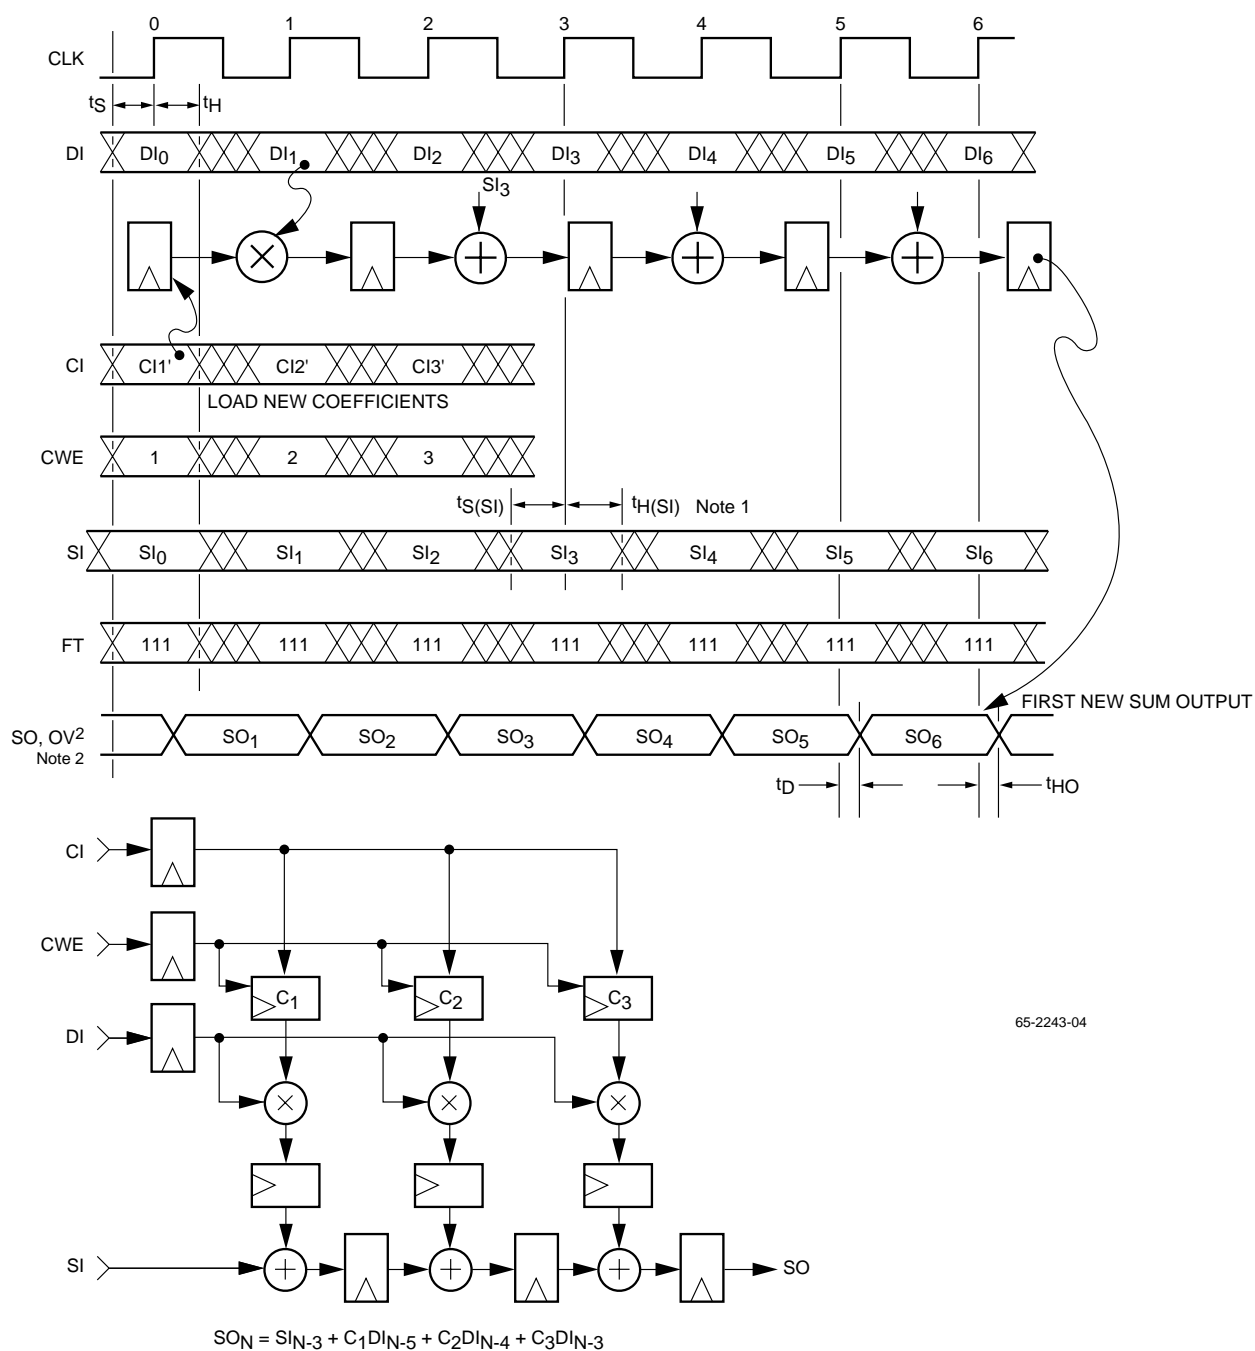 0 1 2 3 4 5 6
CLK
tS tH
DI DI0 DI1 DI2 DI3 DI4 DI5 DI6
SI3
CI CI1' CI2' CI3'
LOAD NEW COEFFICIENTS
CWE 1 2 3
tS(SI) tH(SI) Note 1
SI SI0 SI1 SI2 SI3 SI4 SI5 SI6
FT 111 111 111 111 111 111 111
FIRST NEW SUM OUTPUT
SO, OV2 SO1 SO2 SO3 SO4 SO5 SO6
Note 2
tD tHO
CI
CWE
C1 C2 C3
DI
65-2243-04
SI SO
SON = SIN-3 + C1DIN-5 + C2DIN-4 + C3DIN-3